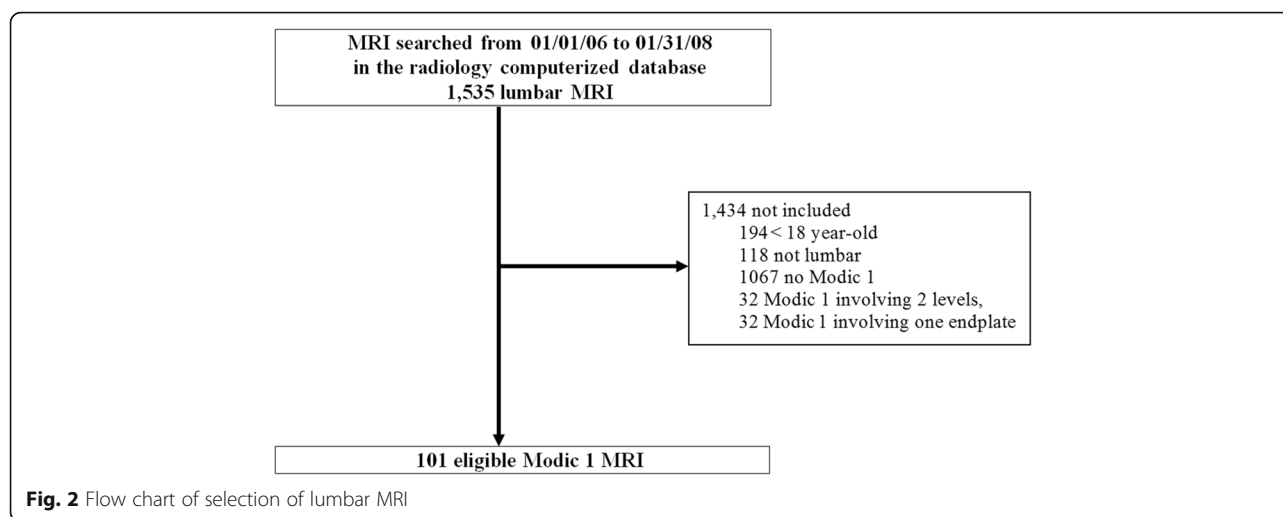 MRI searched from 01/01/06 to 01/31/08
in the radiology computerized database
1,535 lumbar MRI
1,434 not included
194< 18 year-old
118 not lumbar
1067 no Modic 1
32 Modic 1 involving 2 levels,
32 Modic 1 involving one endplate
101 eligible Modic 1 MRI
Fig. 2 Flow chart of selection of lumbar MRI